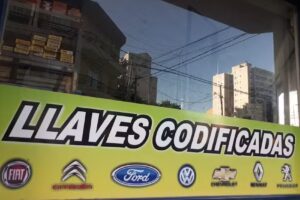 LLAVES CODIFICADAS
FIAT CITROËN Ford CHEVROLET RENAULT PEUGEOT